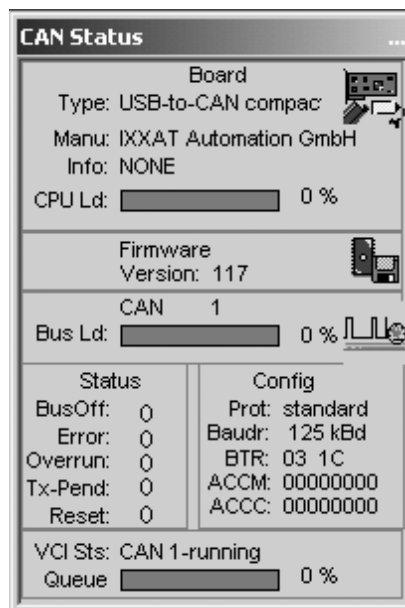 CAN Status ...
Board
Type: USB-to-CAN compac
Manu: IXXAT Automation GmbH
Info: NONE
CPU Ld: 0 %
Firmware
Version: 117
CAN 1
Bus Ld: 0 %
Status
BusOff: 0
Error: 0
Overrun: 0
Tx-Pend: 0
Reset: 0
Config
Prot: standard
Baudr: 125 kBd
BTR: 03 1C
ACCM: 00000000
ACCC: 00000000
VCI Sts: CAN 1-running
Queue 0 %